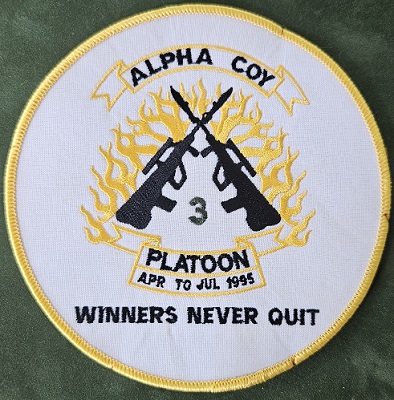 ALPHA COY
3
PLATOON
APR TO JUL 1995
WINNERS NEVER QUIT